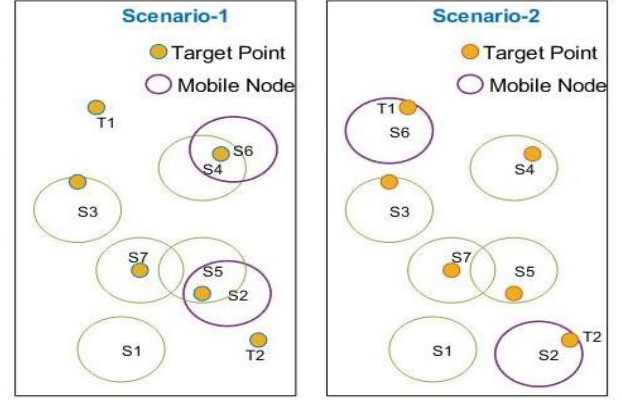 Scenario-1
Target Point
Mobile Node
T1
S6
S4
S3
S7
S5
S2
S1
T2
Scenario-2
Target Point
Mobile Node
T1
S6
S4
S3
S7
S5
T2
S1
S2